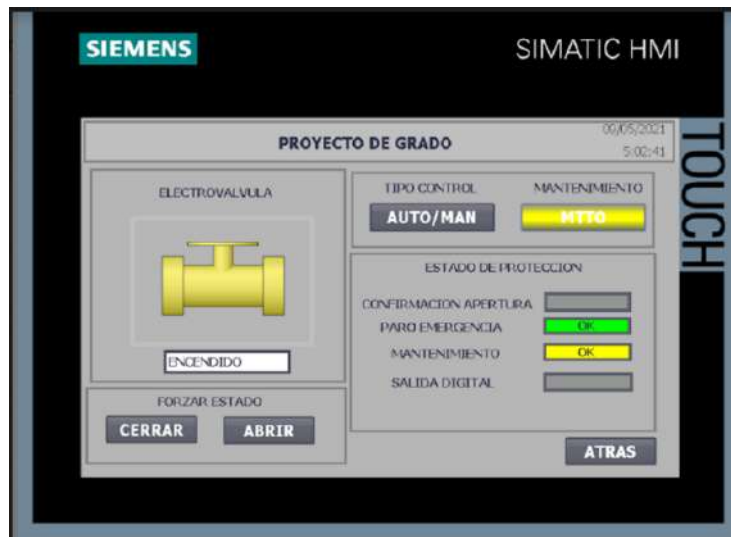 SIEMENS
SIMATIC HMI
TOUCH
PROYECTO DE GRADO
09/05/2021
5:02:41
ELECTROVALVULA
ENCENDIDO
FORZAR ESTADO
CERRAR ABRIR
TIPO CONTROL MANTENIMIENTO
AUTO/MAN MTTO
ESTADO DE PROTECCION
CONFIRMACION APERTURA
PARO EMERGENCIA OK
MANTENIMIENTO OK
SALIDA DIGITAL
ATRAS